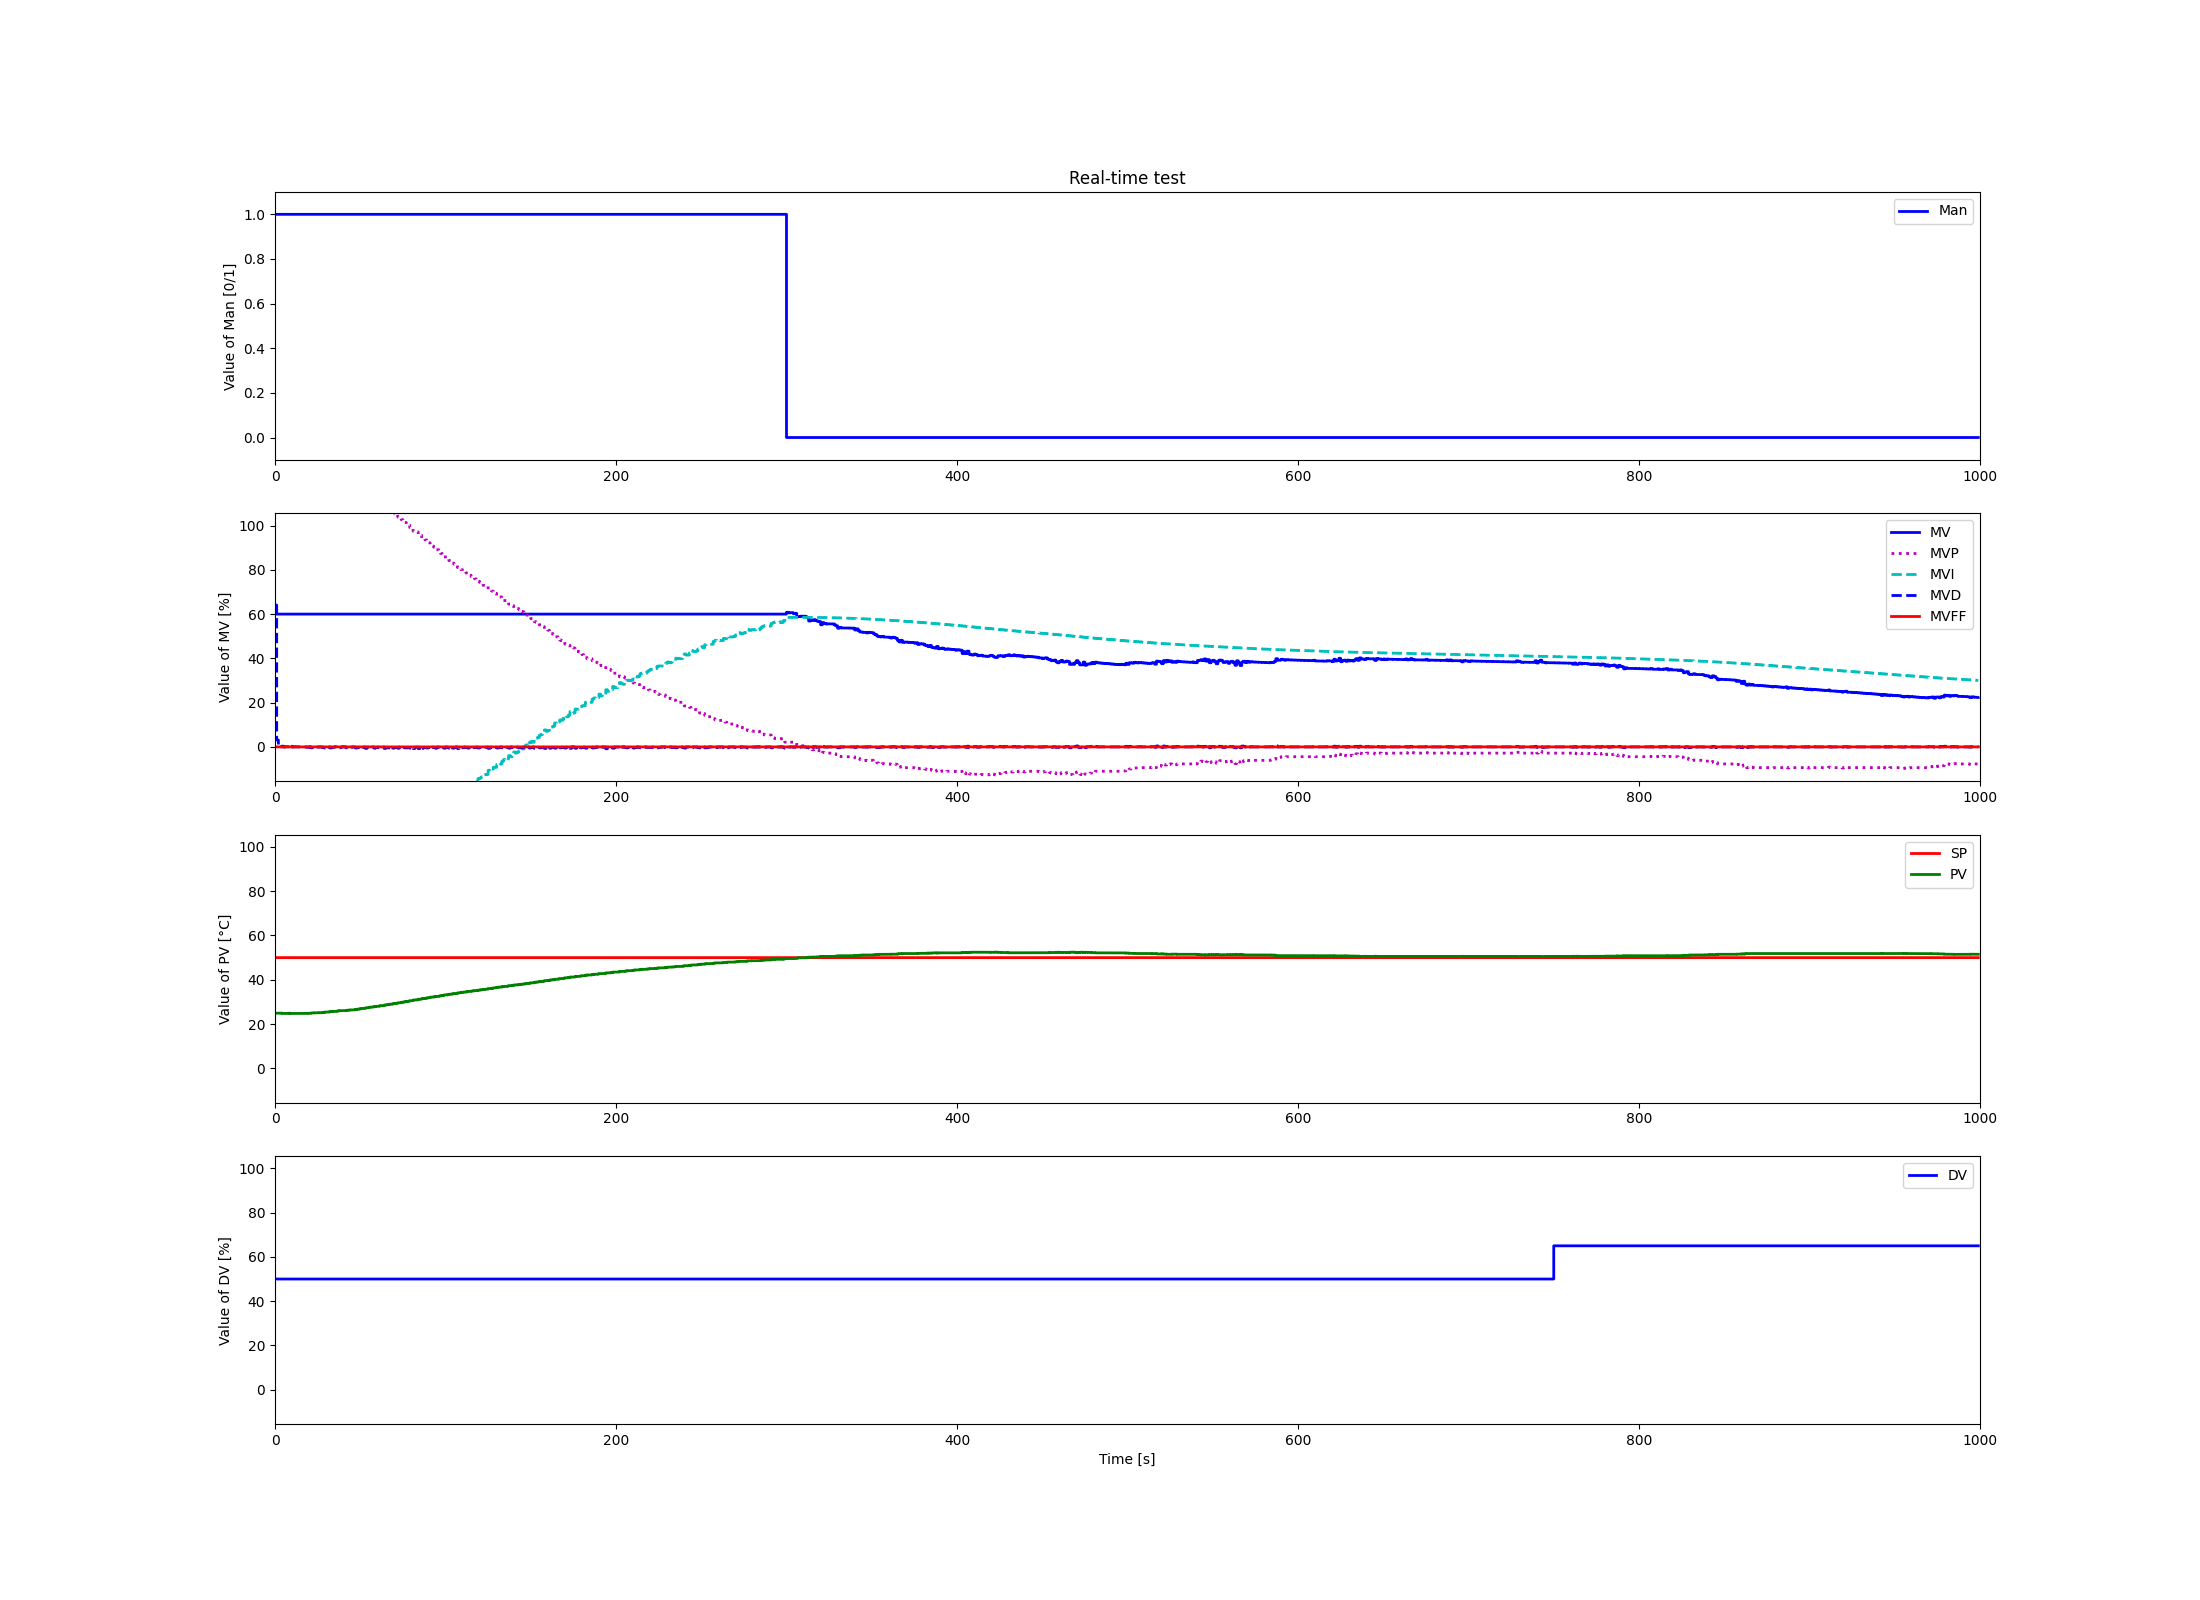 Real-time test
Value of Man [0/1]
1.0
0.8
0.6
0.4
0.2
0.0
Man
0 200 400 600 800 1000
Value of MV [%]
100
80
60
40
20
0
MV
MVP
MVI
MVD
MVFF
0 200 400 600 800 1000
Value of PV [°C]
100
80
60
40
20
0
SP
PV
0 200 400 600 800 1000
Value of DV [%]
100
80
60
40
20
0
DV
0 200 400 600 800 1000
Time [s]